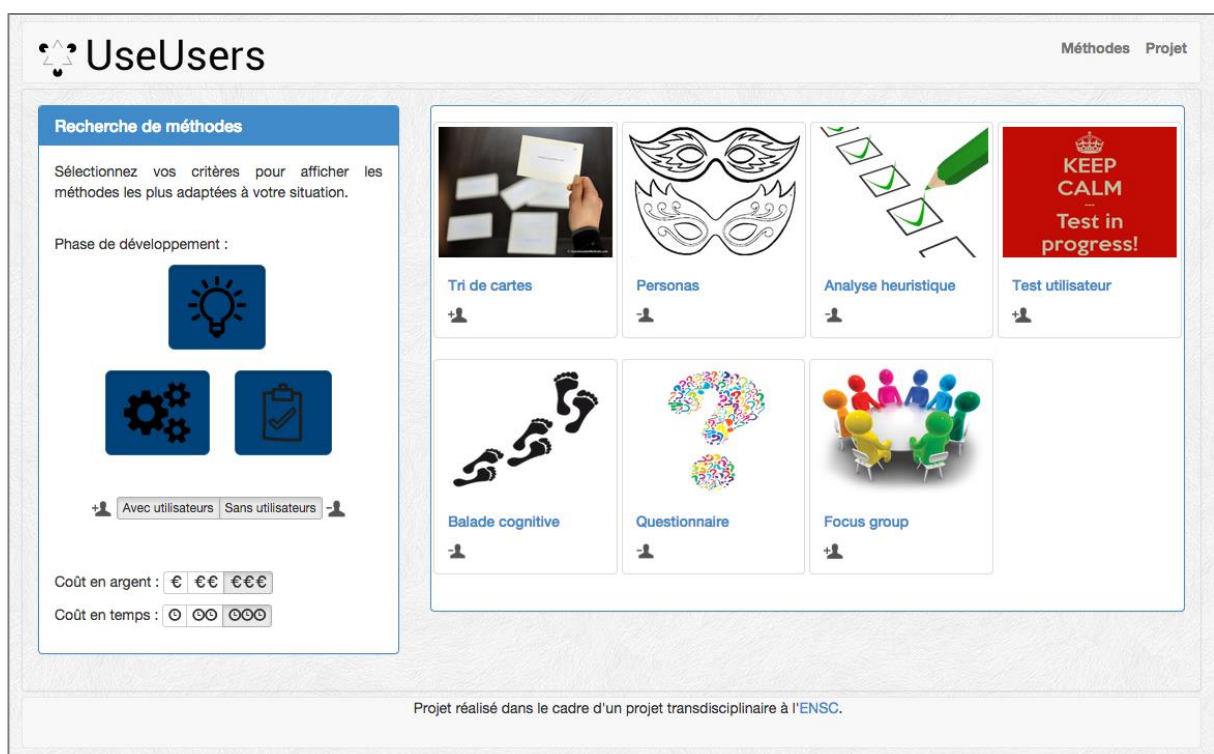 UseUsers
Méthodes Projet
Recherche de méthodes
Sélectionnez vos critères pour afficher les
méthodes les plus adaptées à votre situation.
Phase de développement :
Avec utilisateurs Sans utilisateurs
Coût en argent : € €€ €€€
Coût en temps :
KEEP
CALM
Test in
progress!
Tri de cartes
Personas
Analyse heuristique
Test utilisateur
Balade cognitive
Questionnaire
Focus group
Projet réalisé dans le cadre d'un projet transdisciplinaire à l'ENSC.